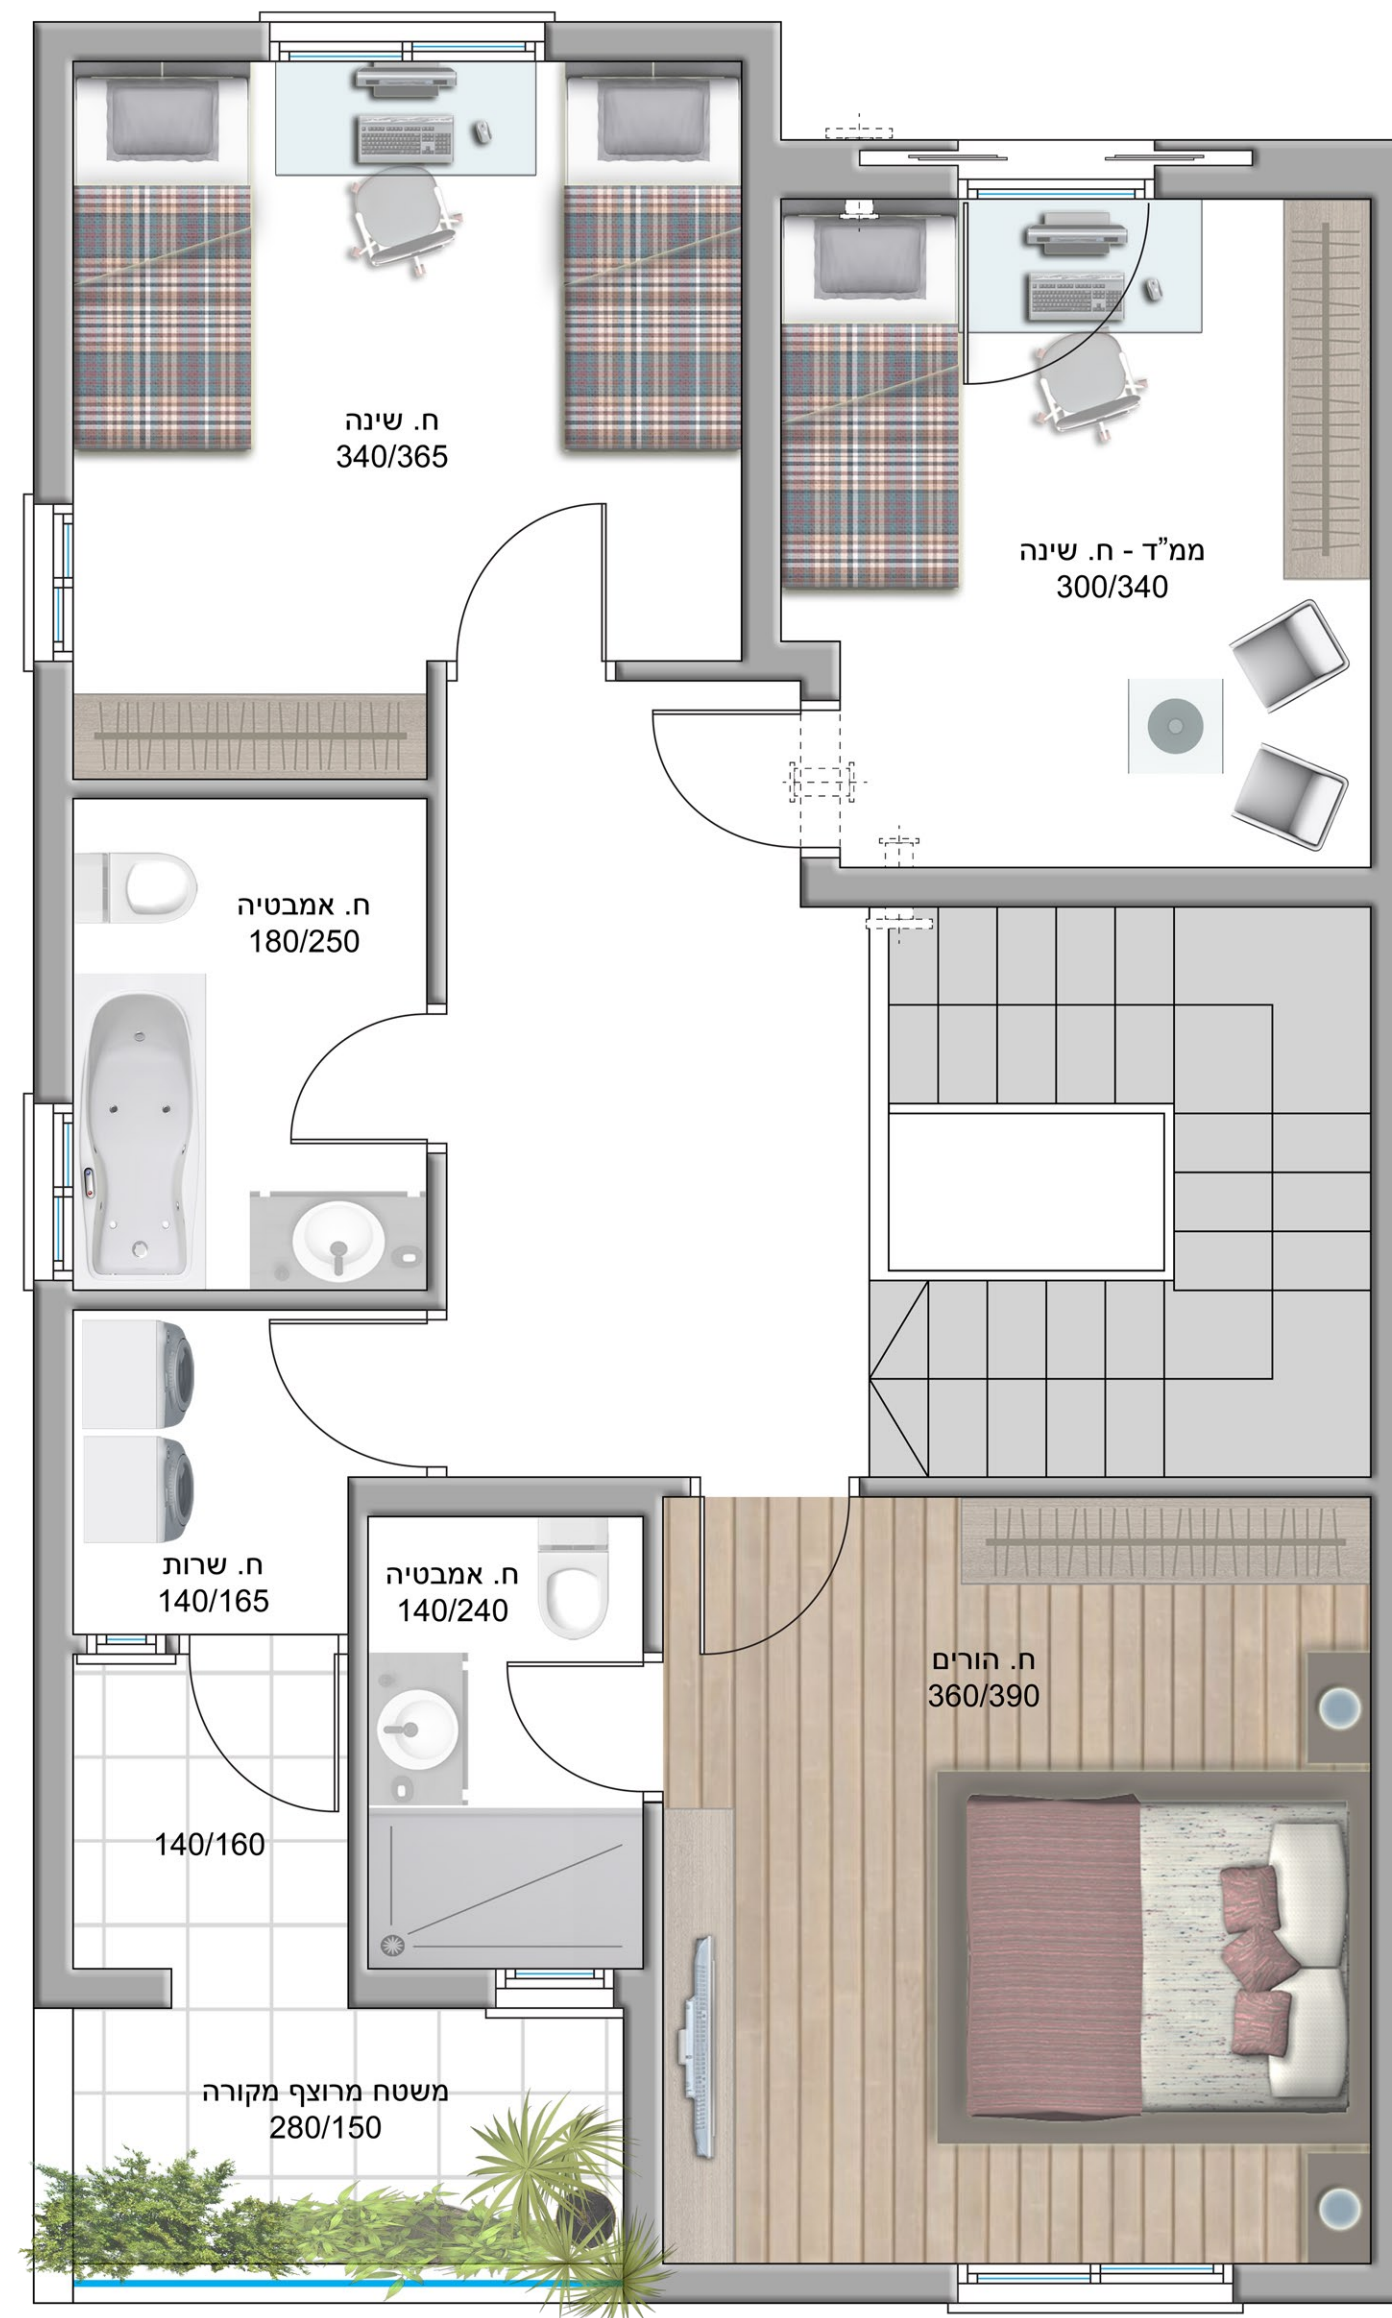 ח. שינה
340/365
ממ”ד - ח. שינה
300/340
ח. אמבטיה
180/250
ח. שרות
140/165
ח. אמבטיה
140/240
ח. הורים
360/390
140/160
משטח מרוצף מקורה
280/150